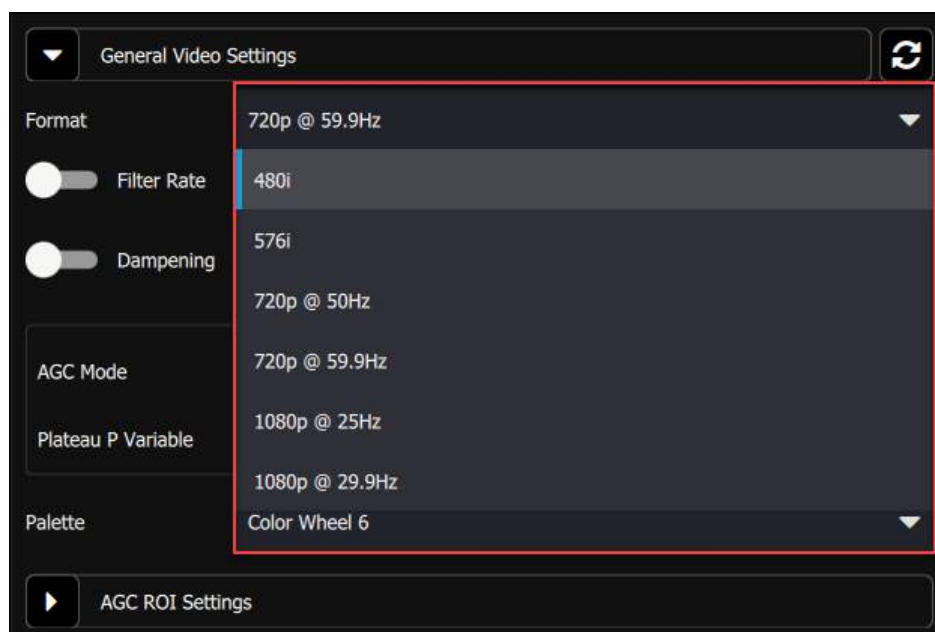 General Video Settings
Format
720p @ 59.9Hz
Filter Rate
480i
576i
Dampening
720p @ 50Hz
720p @ 59.9Hz
AGC Mode
1080p @ 25Hz
Plateau P Variable
1080p @ 29.9Hz
Palette
Color Wheel 6
AGC ROI Settings